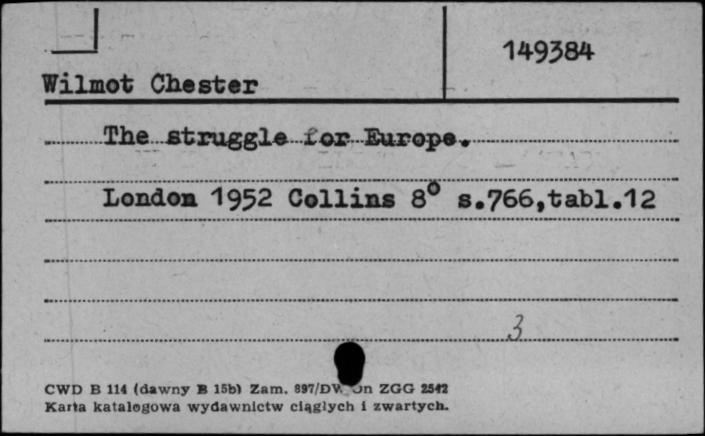 149384
Wilmot Chester
The struggle for Europe.
London 1952 Collins 8° s.766,tabl.12
3
CWD B 114 (dawny B 15b) Zam. 897/DW n ZGG 2542
Karta katalogowa wydawnictw ciągłych i zwartych.